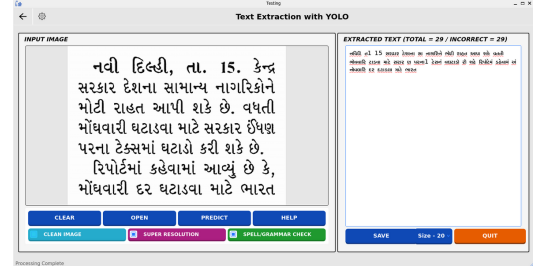 Testing
Text Extraction with YOLO
INPUT IMAGE
નવી દિલ્હી, તા. 15. કેન્દ્ર
સરકાર દેશના સામાન્ય નાગરિકોને
મોટી રાહત આપી શકે છે. વધતી
મોંઘવારી ઘટાડવા માટે સરકાર ઈંધણ
પરના ટેક્સમાં ઘટાડો કરી શકે છે.
રિપોર્ટમાં કહેવામાં આવ્યું છે કે,
મોંઘવારી દર ઘટાડવા માટે ભારત
CLEAR OPEN PREDICT HELP
CLEAN IMAGE SUPER RESOLUTION SPELL/GRAMMAR CHECK
EXTRACTED TEXT (TOTAL = 29 / INCORRECT = 29)
SAVE Size - 20 QUIT
Processing Complete